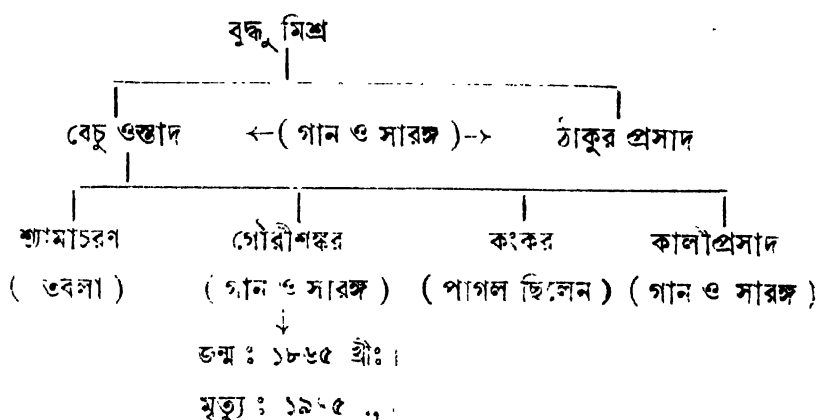 বুদ্ধু মিশ্র
বেচু ওস্তাদ ←( গান ও সারঙ্গ )→ ঠাকুর প্রসাদ
শ্যামাচরণ গৌরীশঙ্কর কংকর কালীপ্রসাদ
( তবলা ) ( গান ও সারঙ্গ ) ( পাগল ছিলেন ) ( গান ও সারঙ্গ )
↓
জন্ম ঃ ১৮৬৫ খ্রীঃ।
মৃত্যু ঃ ,,